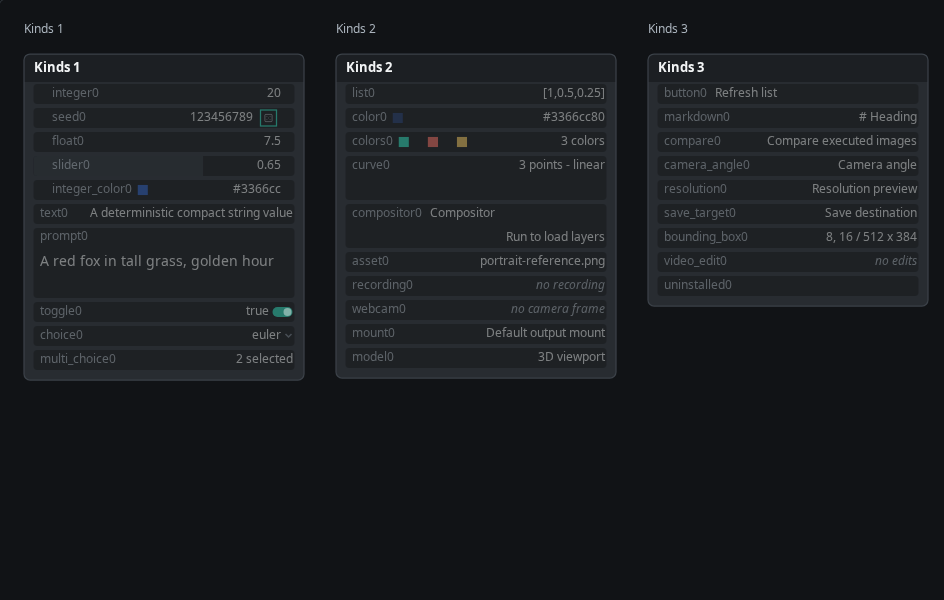 Kinds 1
Kinds 1
integer0 20
seed0 123456789
float0 7.5
slider0 0.65
integer_color0 #3366cc
text0 A deterministic compact string value
prompt0
A red fox in tall grass, golden hour
toggle0 true
choice0 euler
multi_choice0 2 selected
Kinds 2
Kinds 2
list0 [1,0.5,0.25]
color0 #3366cc80
colors0 3 colors
curve0 3 points - linear
compositor0 Compositor
Run to load layers
asset0 portrait-reference.png
recording0 no recording
webcam0 no camera frame
mount0 Default output mount
model0 3D viewport
Kinds 3
Kinds 3
button0 Refresh list
markdown0 # Heading
compare0 Compare executed images
camera_angle0 Camera angle
resolution0 Resolution preview
save_target0 Save destination
bounding_box0 8, 16 / 512 x 384
video_edit0 no edits
uninstalled0